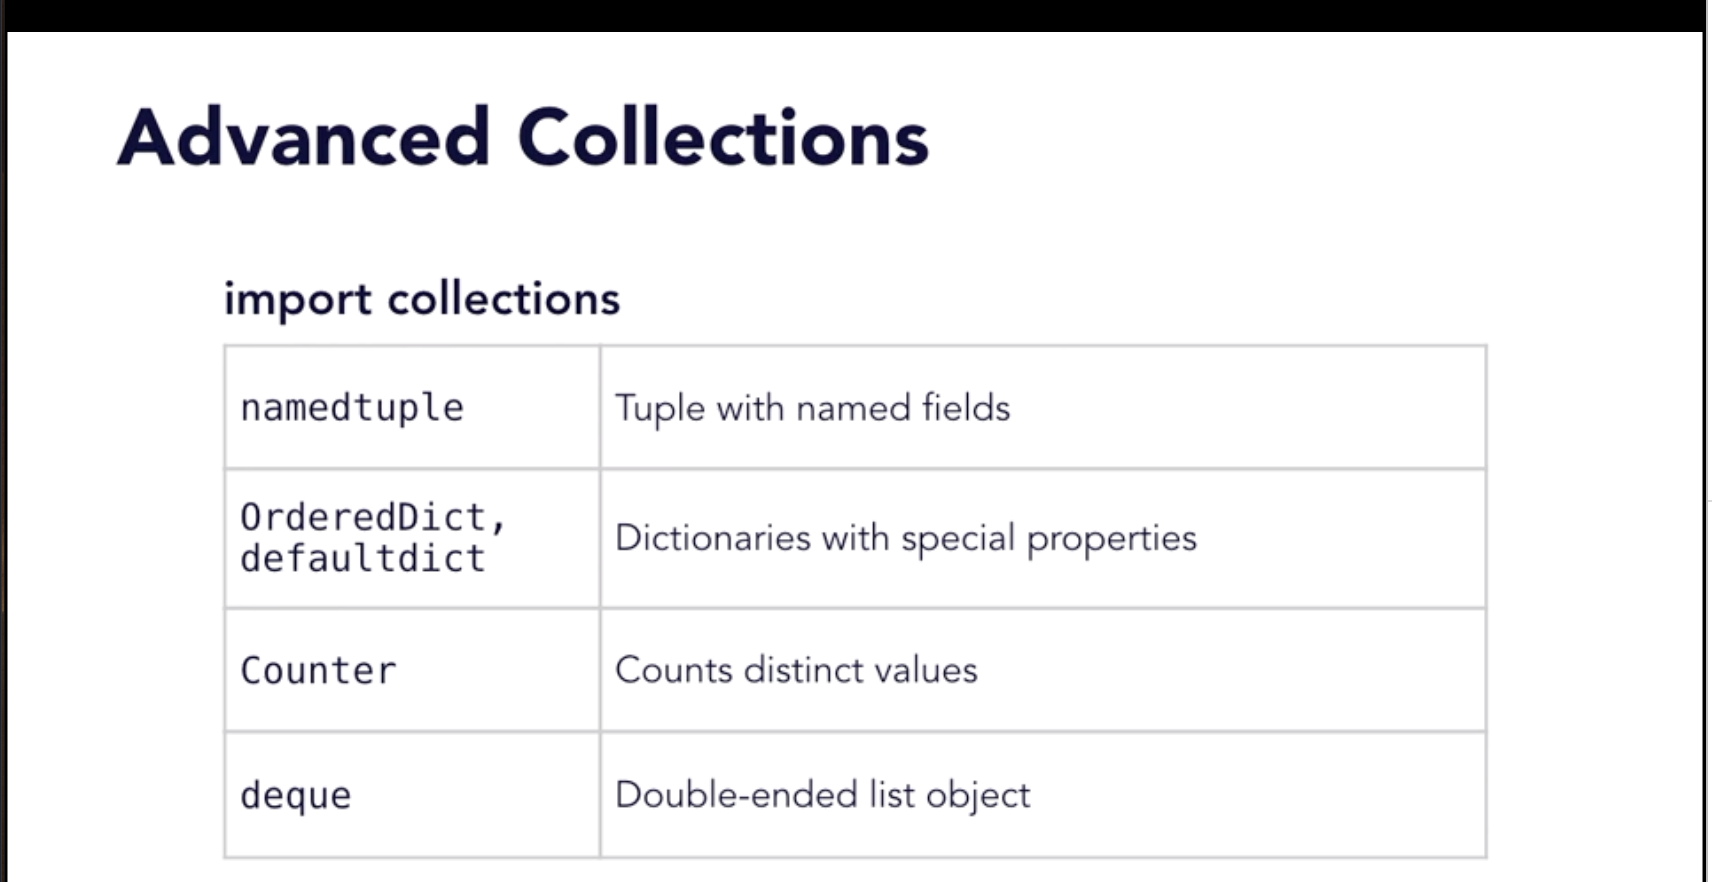 Advanced Collections
import collections
namedtuple
Tuple with named fields
OrderedDict,
defaultdict
Dictionaries with special properties
Counter
Counts distinct values
deque
Double-ended list object